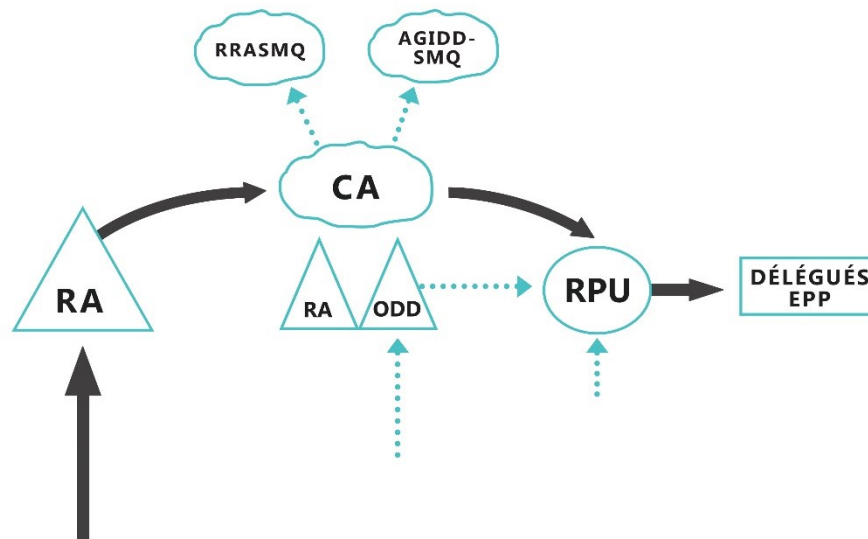 RRASMQ
AGIDD-
SMQ
CA
RA
RA
ODD
RPU
DÉLÉGUÉS
EPP